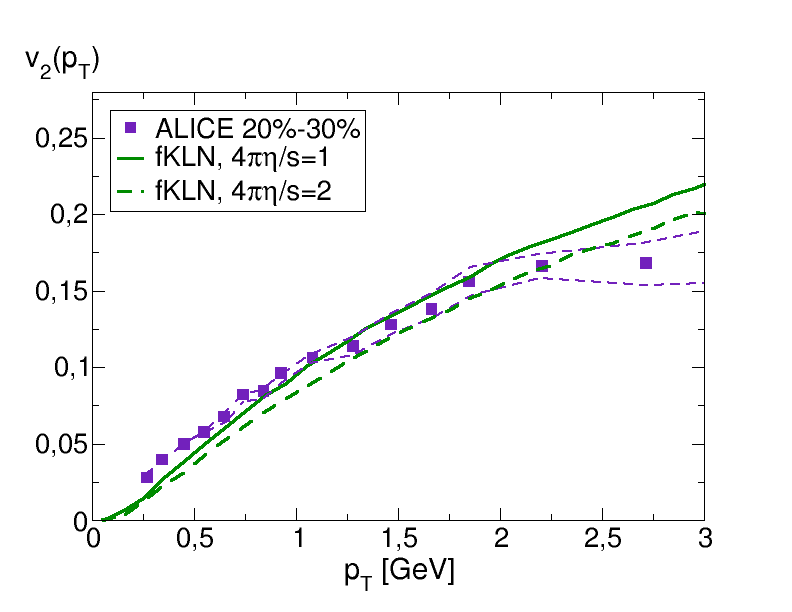 v2(pT)
0,25
0,2
0,15
0,1
0,05
0
ALICE 20%-30%
fKLN, 4πη/s=1
fKLN, 4πη/s=2
0 0,5 1 1,5 2 2,5 3
pT [GeV]